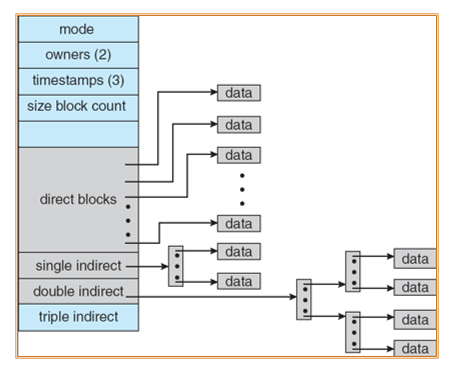 mode
owners (2)
timestamps (3)
size block count
direct blocks
single indirect
double indirect
triple indirect
data
data
data
data
data
data
data
data
data
data